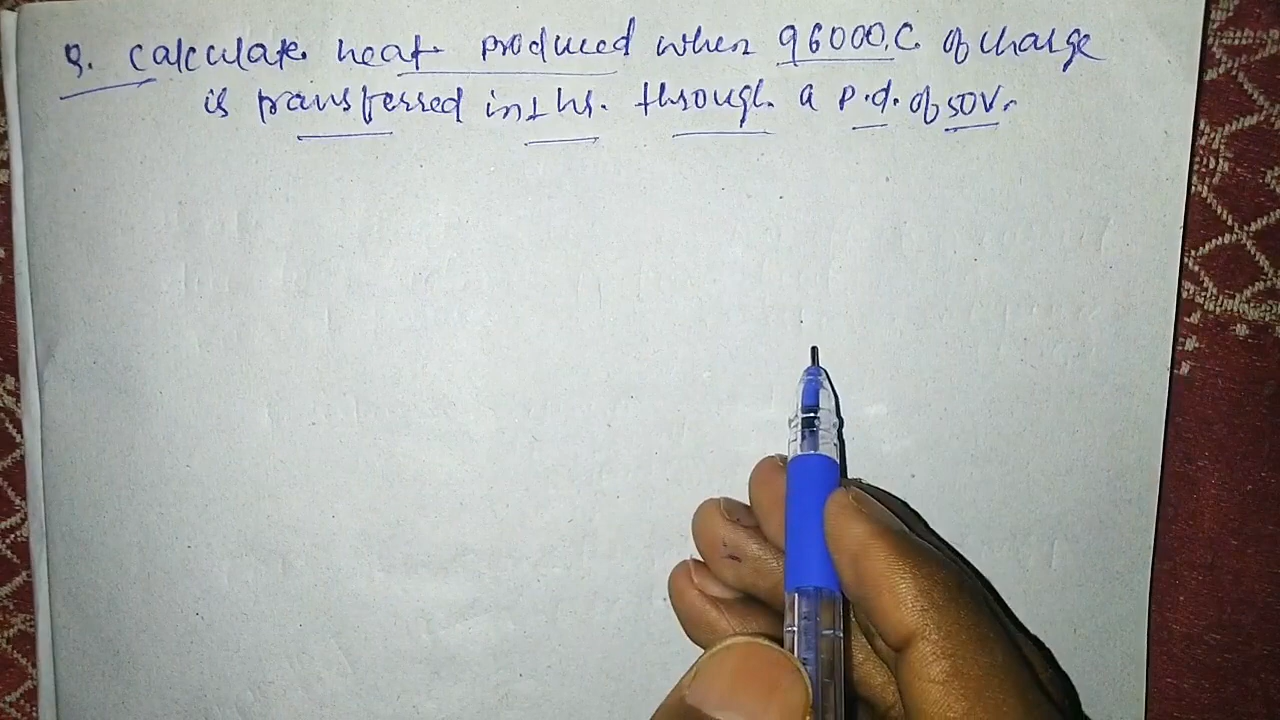 Q. Calculate heat produced when 96000.C. of charge
is transferred in 1 hr. through. a p.d. of 50V.